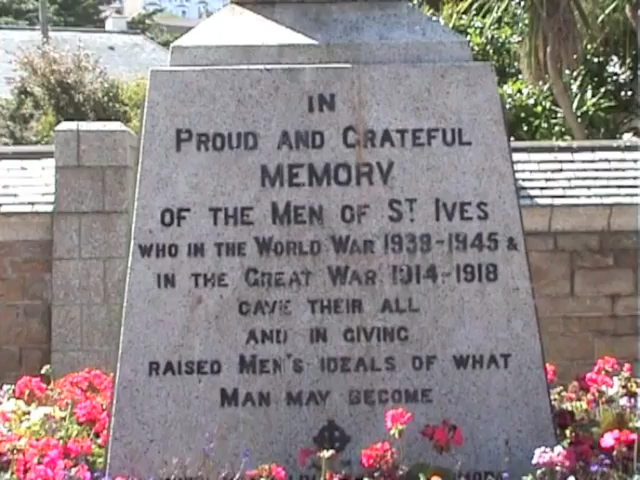 IN
PROUD AND GRATEFUL
MEMORY
OF THE MEN OF ST IVES
WHO IN THE WORLD WAR 1939-1945 &
IN THE GREAT WAR 1914-1918
GAVE THEIR ALL
AND IN GIVING
RAISED MEN'S IDEALS OF WHAT
MAN MAY BECOME